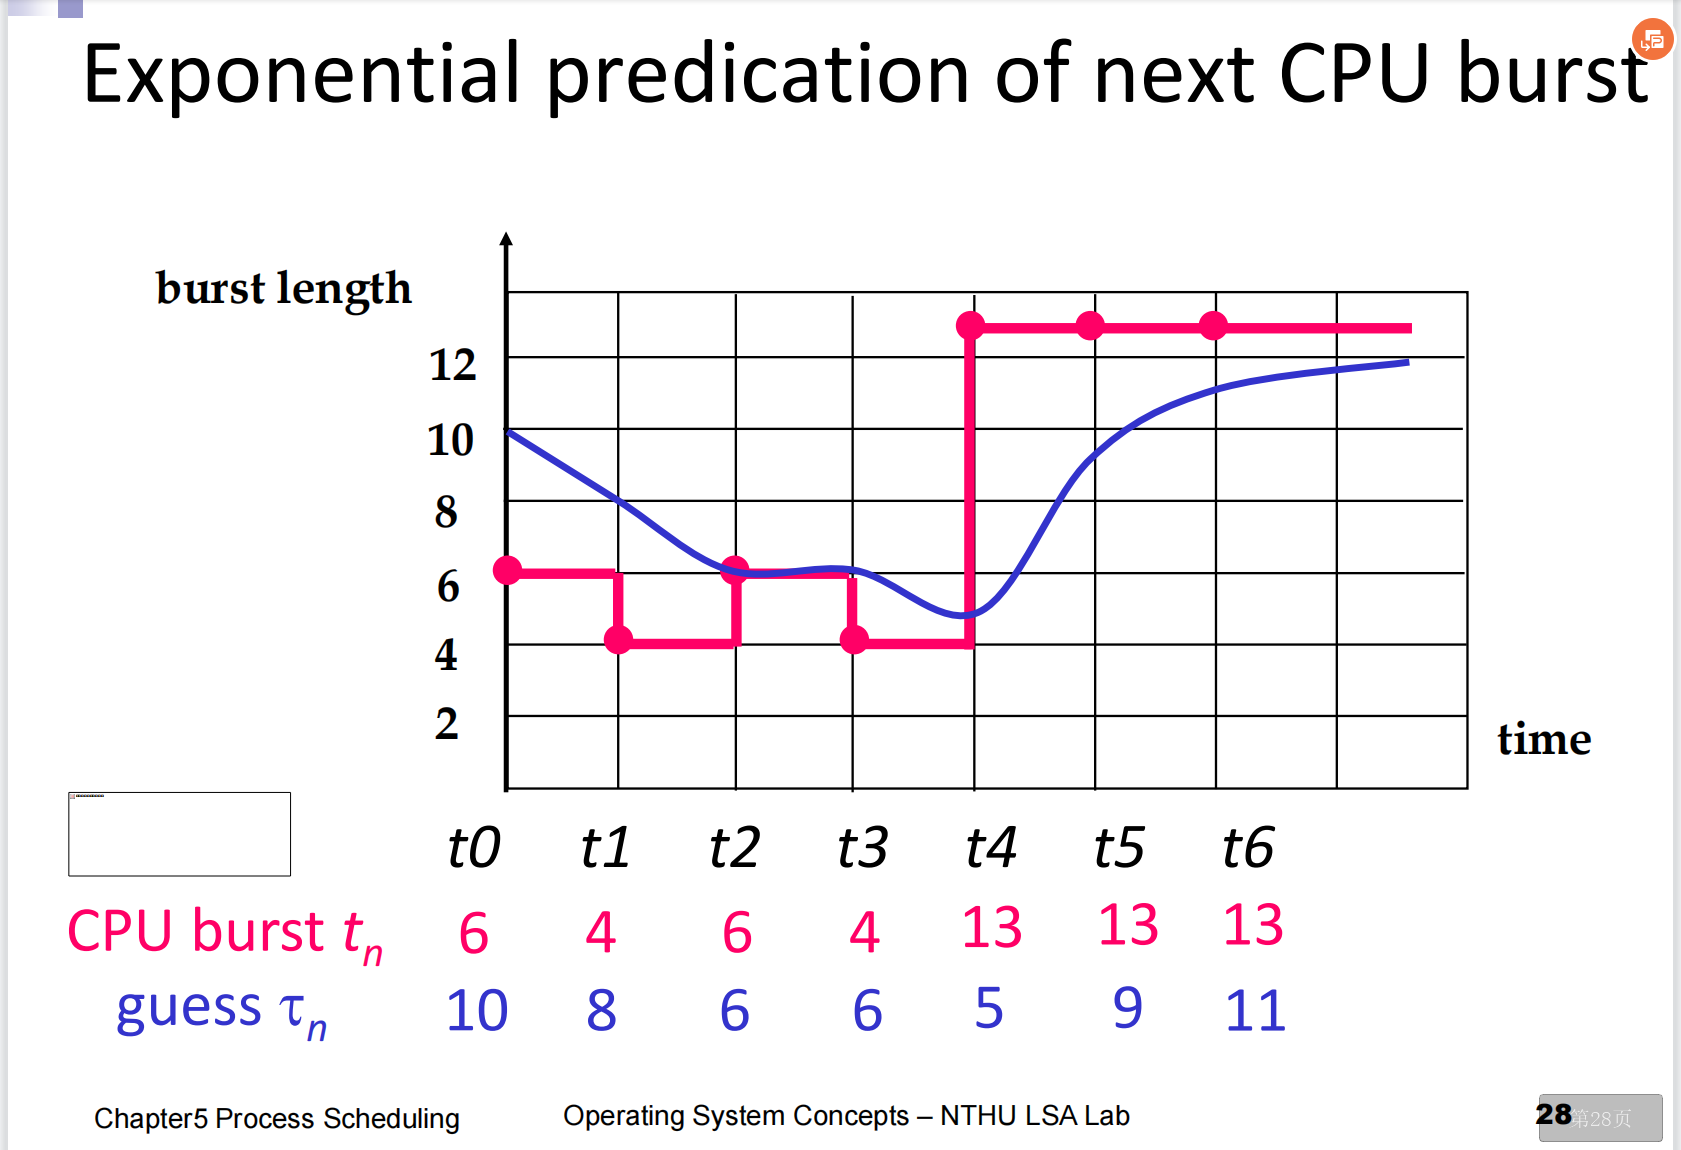 Exponential predication of next CPU burst
burst length
12
10
8
6
4
2
time
t0 t1 t2 t3 t4 t5 t6
CPU burst tn 6 4 6 4 13 13 13
guess τn 10 8 6 6 5 9 11
Chapter5 Process Scheduling
Operating System Concepts – NTHU LSA Lab
28
第28页